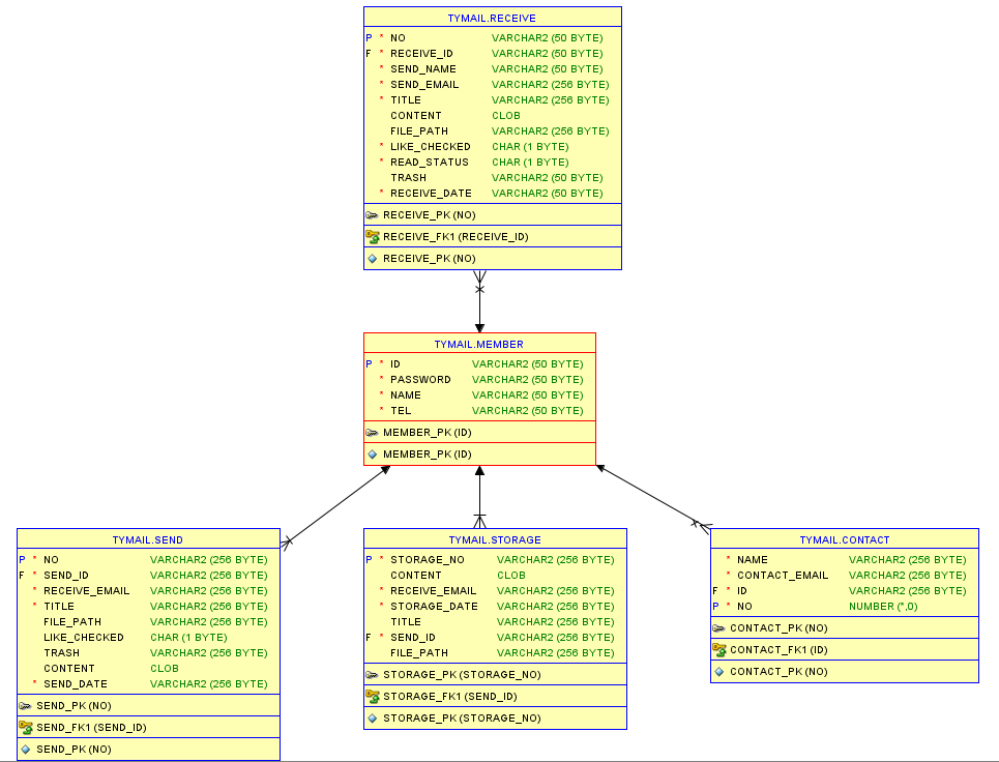 TYMAIL.RECEIVE
P * NO VARCHAR2 (50 BYTE)
F * RECEIVE_ID VARCHAR2 (50 BYTE)
* SEND_NAME VARCHAR2 (50 BYTE)
* SEND_EMAIL VARCHAR2 (256 BYTE)
* TITLE VARCHAR2 (256 BYTE)
CONTENT CLOB
FILE_PATH VARCHAR2 (256 BYTE)
* LIKE_CHECKED CHAR (1 BYTE)
* READ_STATUS CHAR (1 BYTE)
TRASH VARCHAR2 (50 BYTE)
* RECEIVE_DATE VARCHAR2 (50 BYTE)
RECEIVE_PK (NO)
RECEIVE_FK1 (RECEIVE_ID)
RECEIVE_PK (NO)
TYMAIL.MEMBER
P * ID VARCHAR2 (50 BYTE)
* PASSWORD VARCHAR2 (50 BYTE)
* NAME VARCHAR2 (50 BYTE)
* TEL VARCHAR2 (50 BYTE)
MEMBER_PK (ID)
MEMBER_PK (ID)
TYMAIL.SEND
P * NO VARCHAR2 (256 BYTE)
F * SEND_ID VARCHAR2 (256 BYTE)
* RECEIVE_EMAIL VARCHAR2 (256 BYTE)
* TITLE VARCHAR2 (256 BYTE)
FILE_PATH VARCHAR2 (256 BYTE)
LIKE_CHECKED CHAR (1 BYTE)
TRASH VARCHAR2 (256 BYTE)
CONTENT CLOB
* SEND_DATE VARCHAR2 (256 BYTE)
SEND_PK (NO)
SEND_FK1 (SEND_ID)
SEND_PK (NO)
TYMAIL.STORAGE
P * STORAGE_NO VARCHAR2 (256 BYTE)
CONTENT CLOB
* RECEIVE_EMAIL VARCHAR2 (256 BYTE)
* STORAGE_DATE VARCHAR2 (256 BYTE)
TITLE VARCHAR2 (256 BYTE)
F * SEND_ID VARCHAR2 (256 BYTE)
FILE_PATH VARCHAR2 (256 BYTE)
STORAGE_PK (STORAGE_NO)
STORAGE_FK1 (SEND_ID)
STORAGE_PK (STORAGE_NO)
TYMAIL.CONTACT
* NAME VARCHAR2 (256 BYTE)
* CONTACT_EMAIL VARCHAR2 (256 BYTE)
F * ID VARCHAR2 (256 BYTE)
P * NO NUMBER (*,0)
CONTACT_PK (NO)
CONTACT_FK1 (ID)
CONTACT_PK (NO)